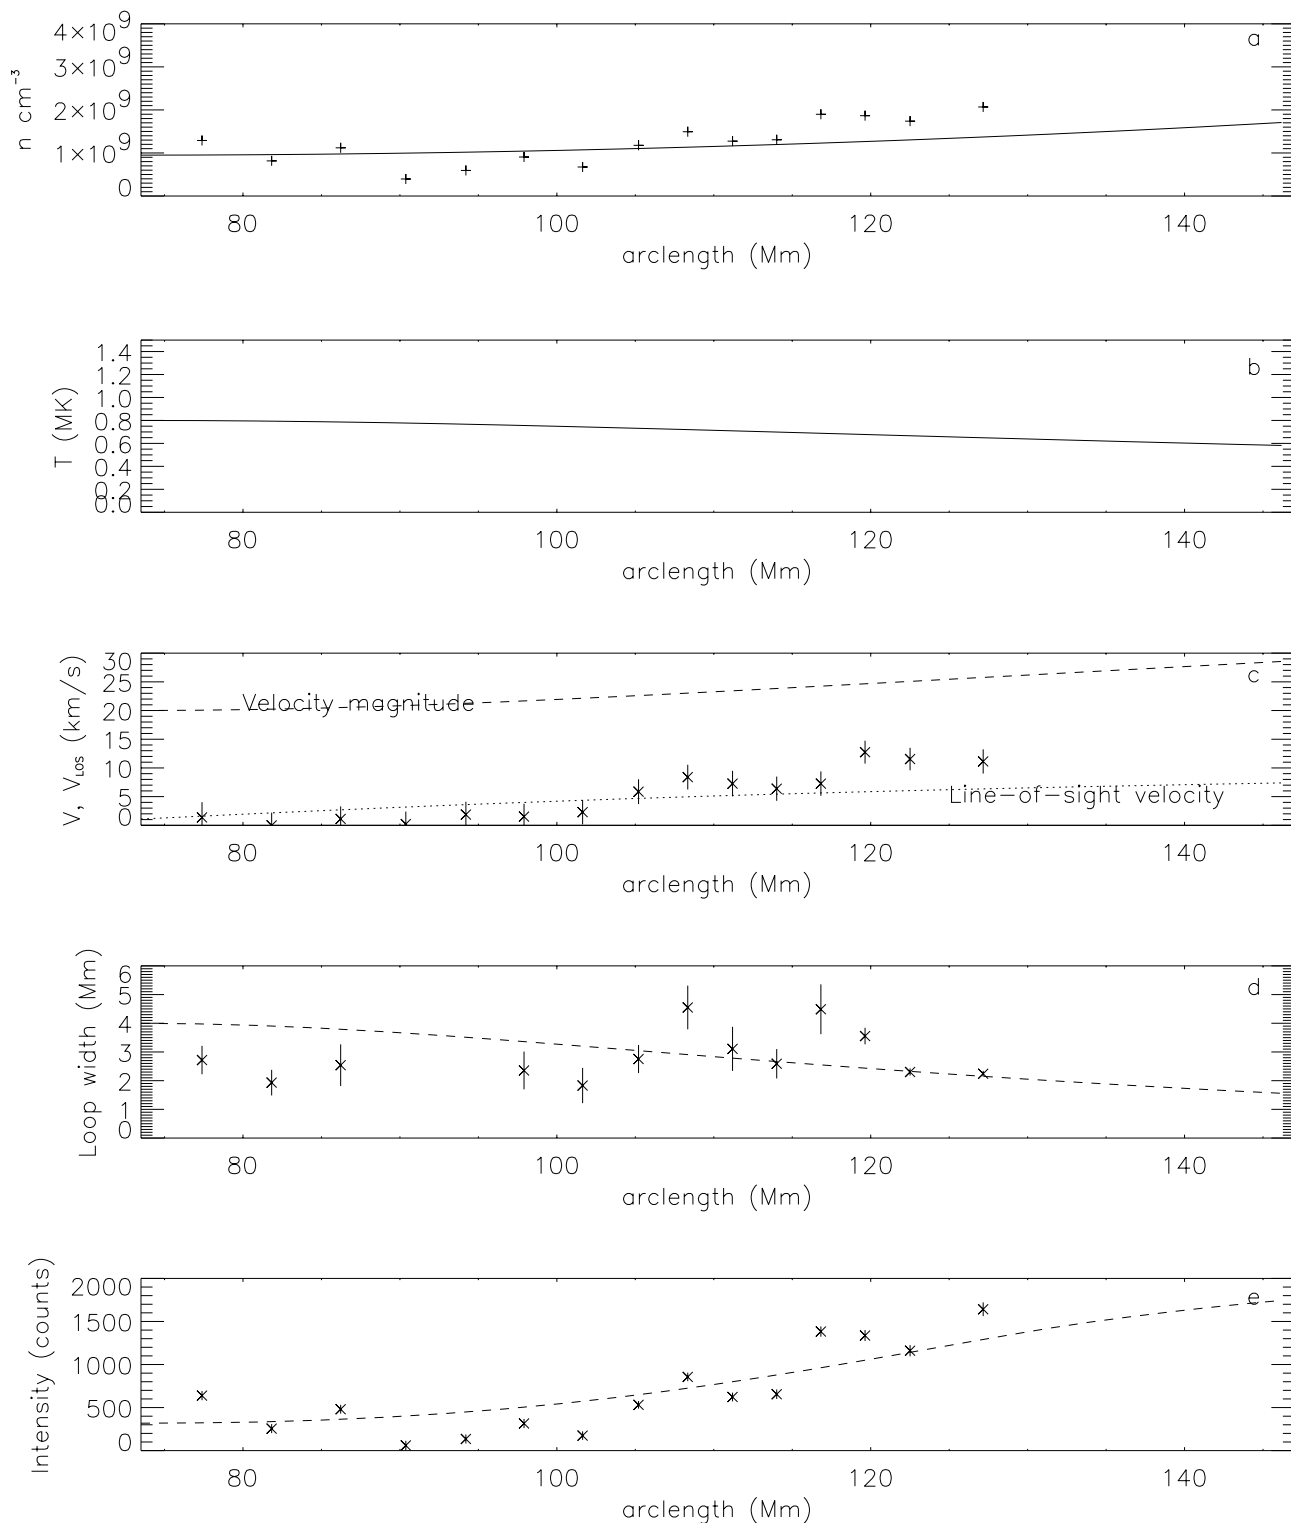 4×10⁹
a
3×10⁹
2×10⁹
1×10⁹
0
n cm⁻³
80 100 120 140
arclength (Mm)
1.4
b
1.2
1.0
0.8
0.6
0.4
0.2
0.0
T (MK)
80 100 120 140
arclength (Mm)
30
c
25
Velocity magnitude
20
15
10
5
Line-of-sight velocity
0
V, V_LOS (km/s)
80 100 120 140
arclength (Mm)
6
d
5
4
3
2
1
0
Loop width (Mm)
80 100 120 140
arclength (Mm)
2000
e
1500
1000
500
0
Intensity (counts)
80 100 120 140
arclength (Mm)